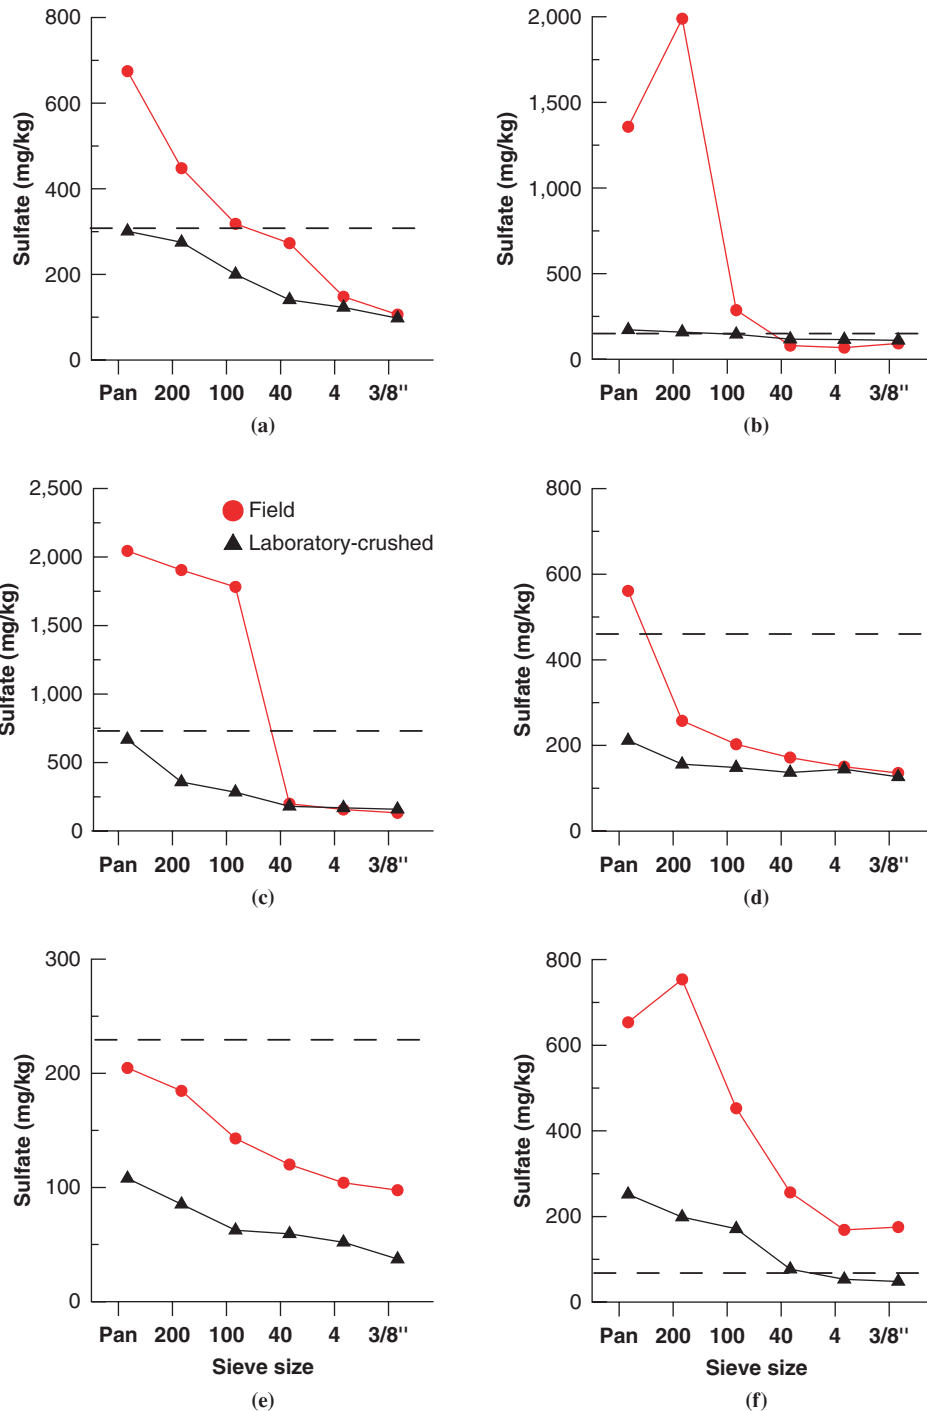 800
600
400
200
0
Sulfate (mg/kg)
Pan 200 100 40 4 3/8"
(a)
2,000
1,500
1,000
500
0
Sulfate (mg/kg)
Pan 200 100 40 4 3/8"
(b)
2,500
2,000
1,500
1,000
500
0
Sulfate (mg/kg)
Field
Laboratory-crushed
Pan 200 100 40 4 3/8"
(c)
800
600
400
200
0
Sulfate (mg/kg)
Pan 200 100 40 4 3/8"
(d)
300
200
100
0
Sulfate (mg/kg)
Pan 200 100 40 4 3/8"
Sieve size
(e)
800
600
400
200
0
Sulfate (mg/kg)
Pan 200 100 40 4 3/8"
Sieve size
(f)